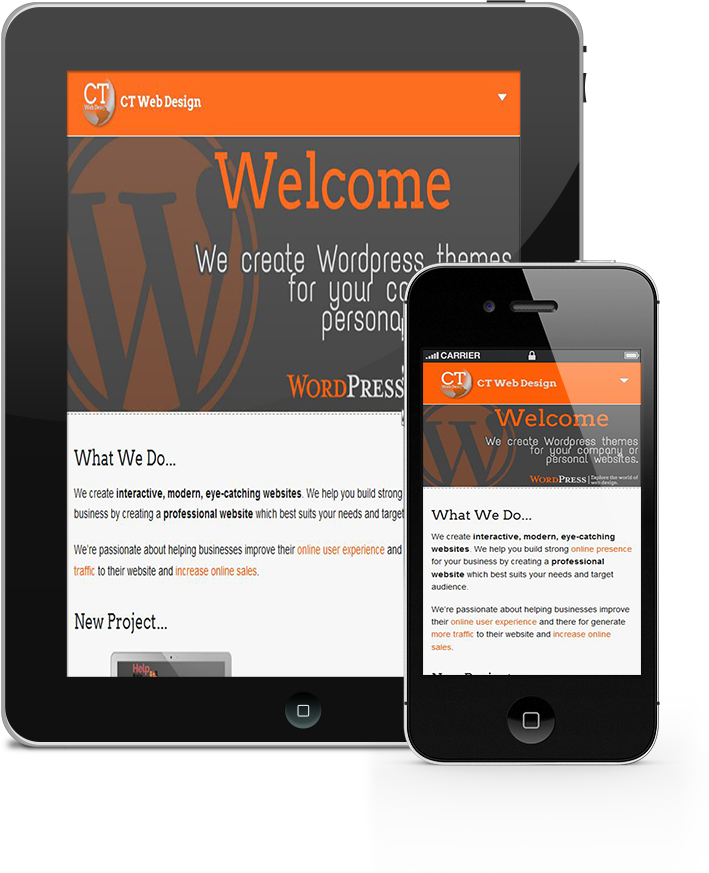 CT
Web Design
CT Web Design
Welcome
We create Wordpress themes
for your co
persona
WORDPRESS
What We Do...
We create interactive, modern, eye-catching websites. We help you build strong
business by creating a professional website which best suits your needs and target
We're passionate about helping businesses improve their online user experience and
traffic to their website and increase online sales.
New Project...
Help
CARRIER
CT
CT Web Design
Welcome
We create Wordpress themes
for your company or
personal websites.
WORDPRESS | Explore the world of
web design.
What We Do...
We create interactive, modern, eye-catching
websites. We help you build strong online presence
for your business by creating a professional
website which best suits your needs and target
audience.
We're passionate about helping businesses improve
their online user experience and there for generate
more traffic to their website and increase online
sales.
New Project